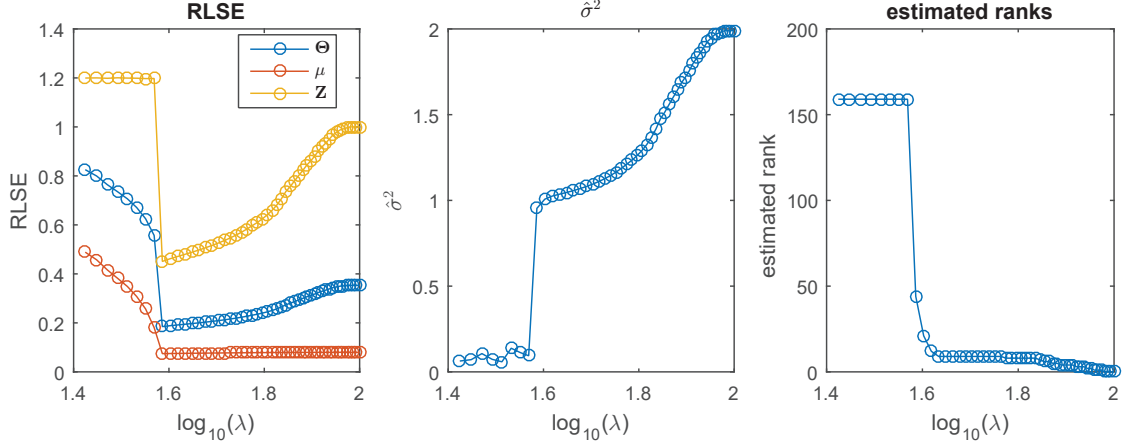 RLSE
1.4
1.2
1
0.8
0.6
0.4
0.2
0
RLSE
Θ
μ
Z
1.4 1.6 1.8 2
log₁₀(λ)
σ̂²
2
1.5
1
0.5
0
σ̂²
1.4 1.6 1.8 2
log₁₀(λ)
estimated ranks
200
150
100
50
0
estimated rank
1.4 1.6 1.8 2
log₁₀(λ)